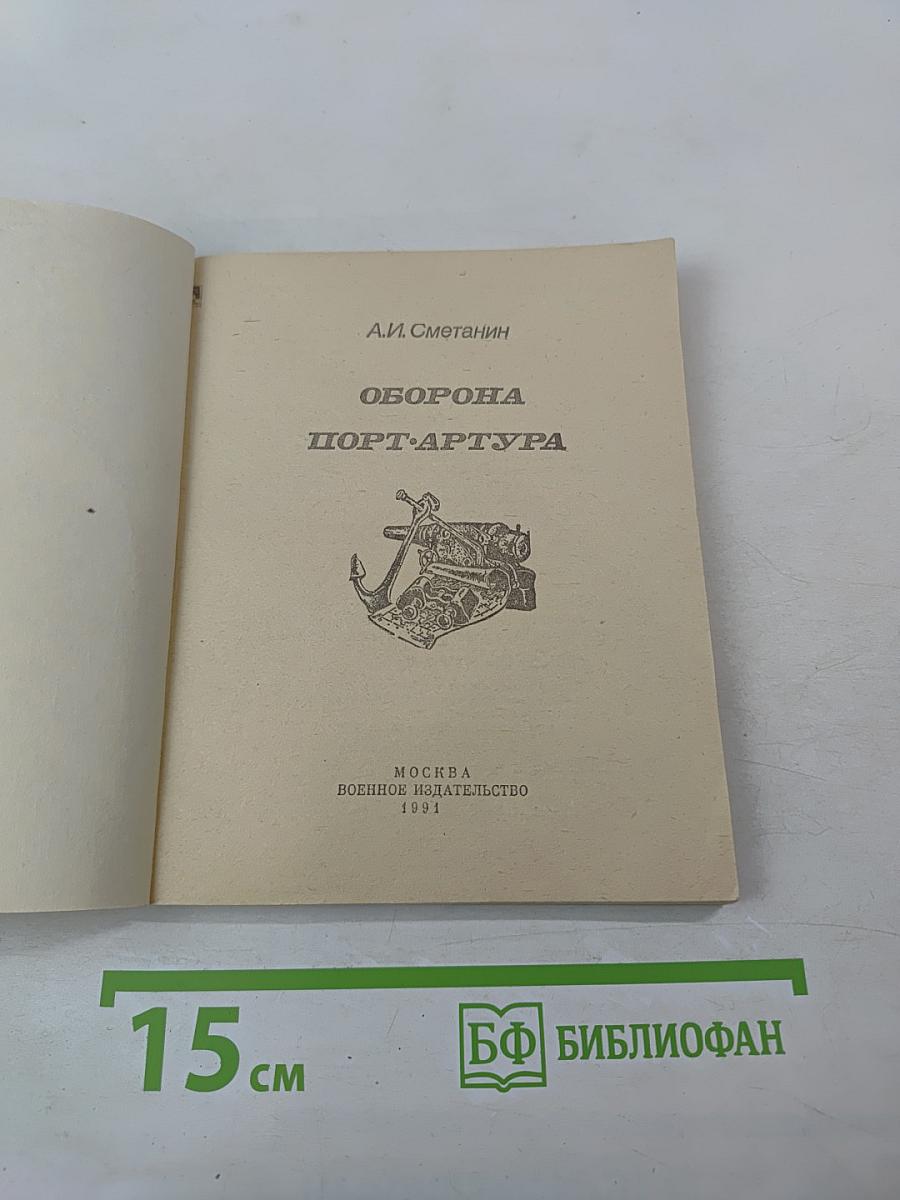 А.И. Сметанин
ОБОРОНА
ПОРТ·АРТУРА
МОСКВА
ВОЕННОЕ ИЗДАТЕЛЬСТВО
1991
15 см
БФ БИБЛИОФАН